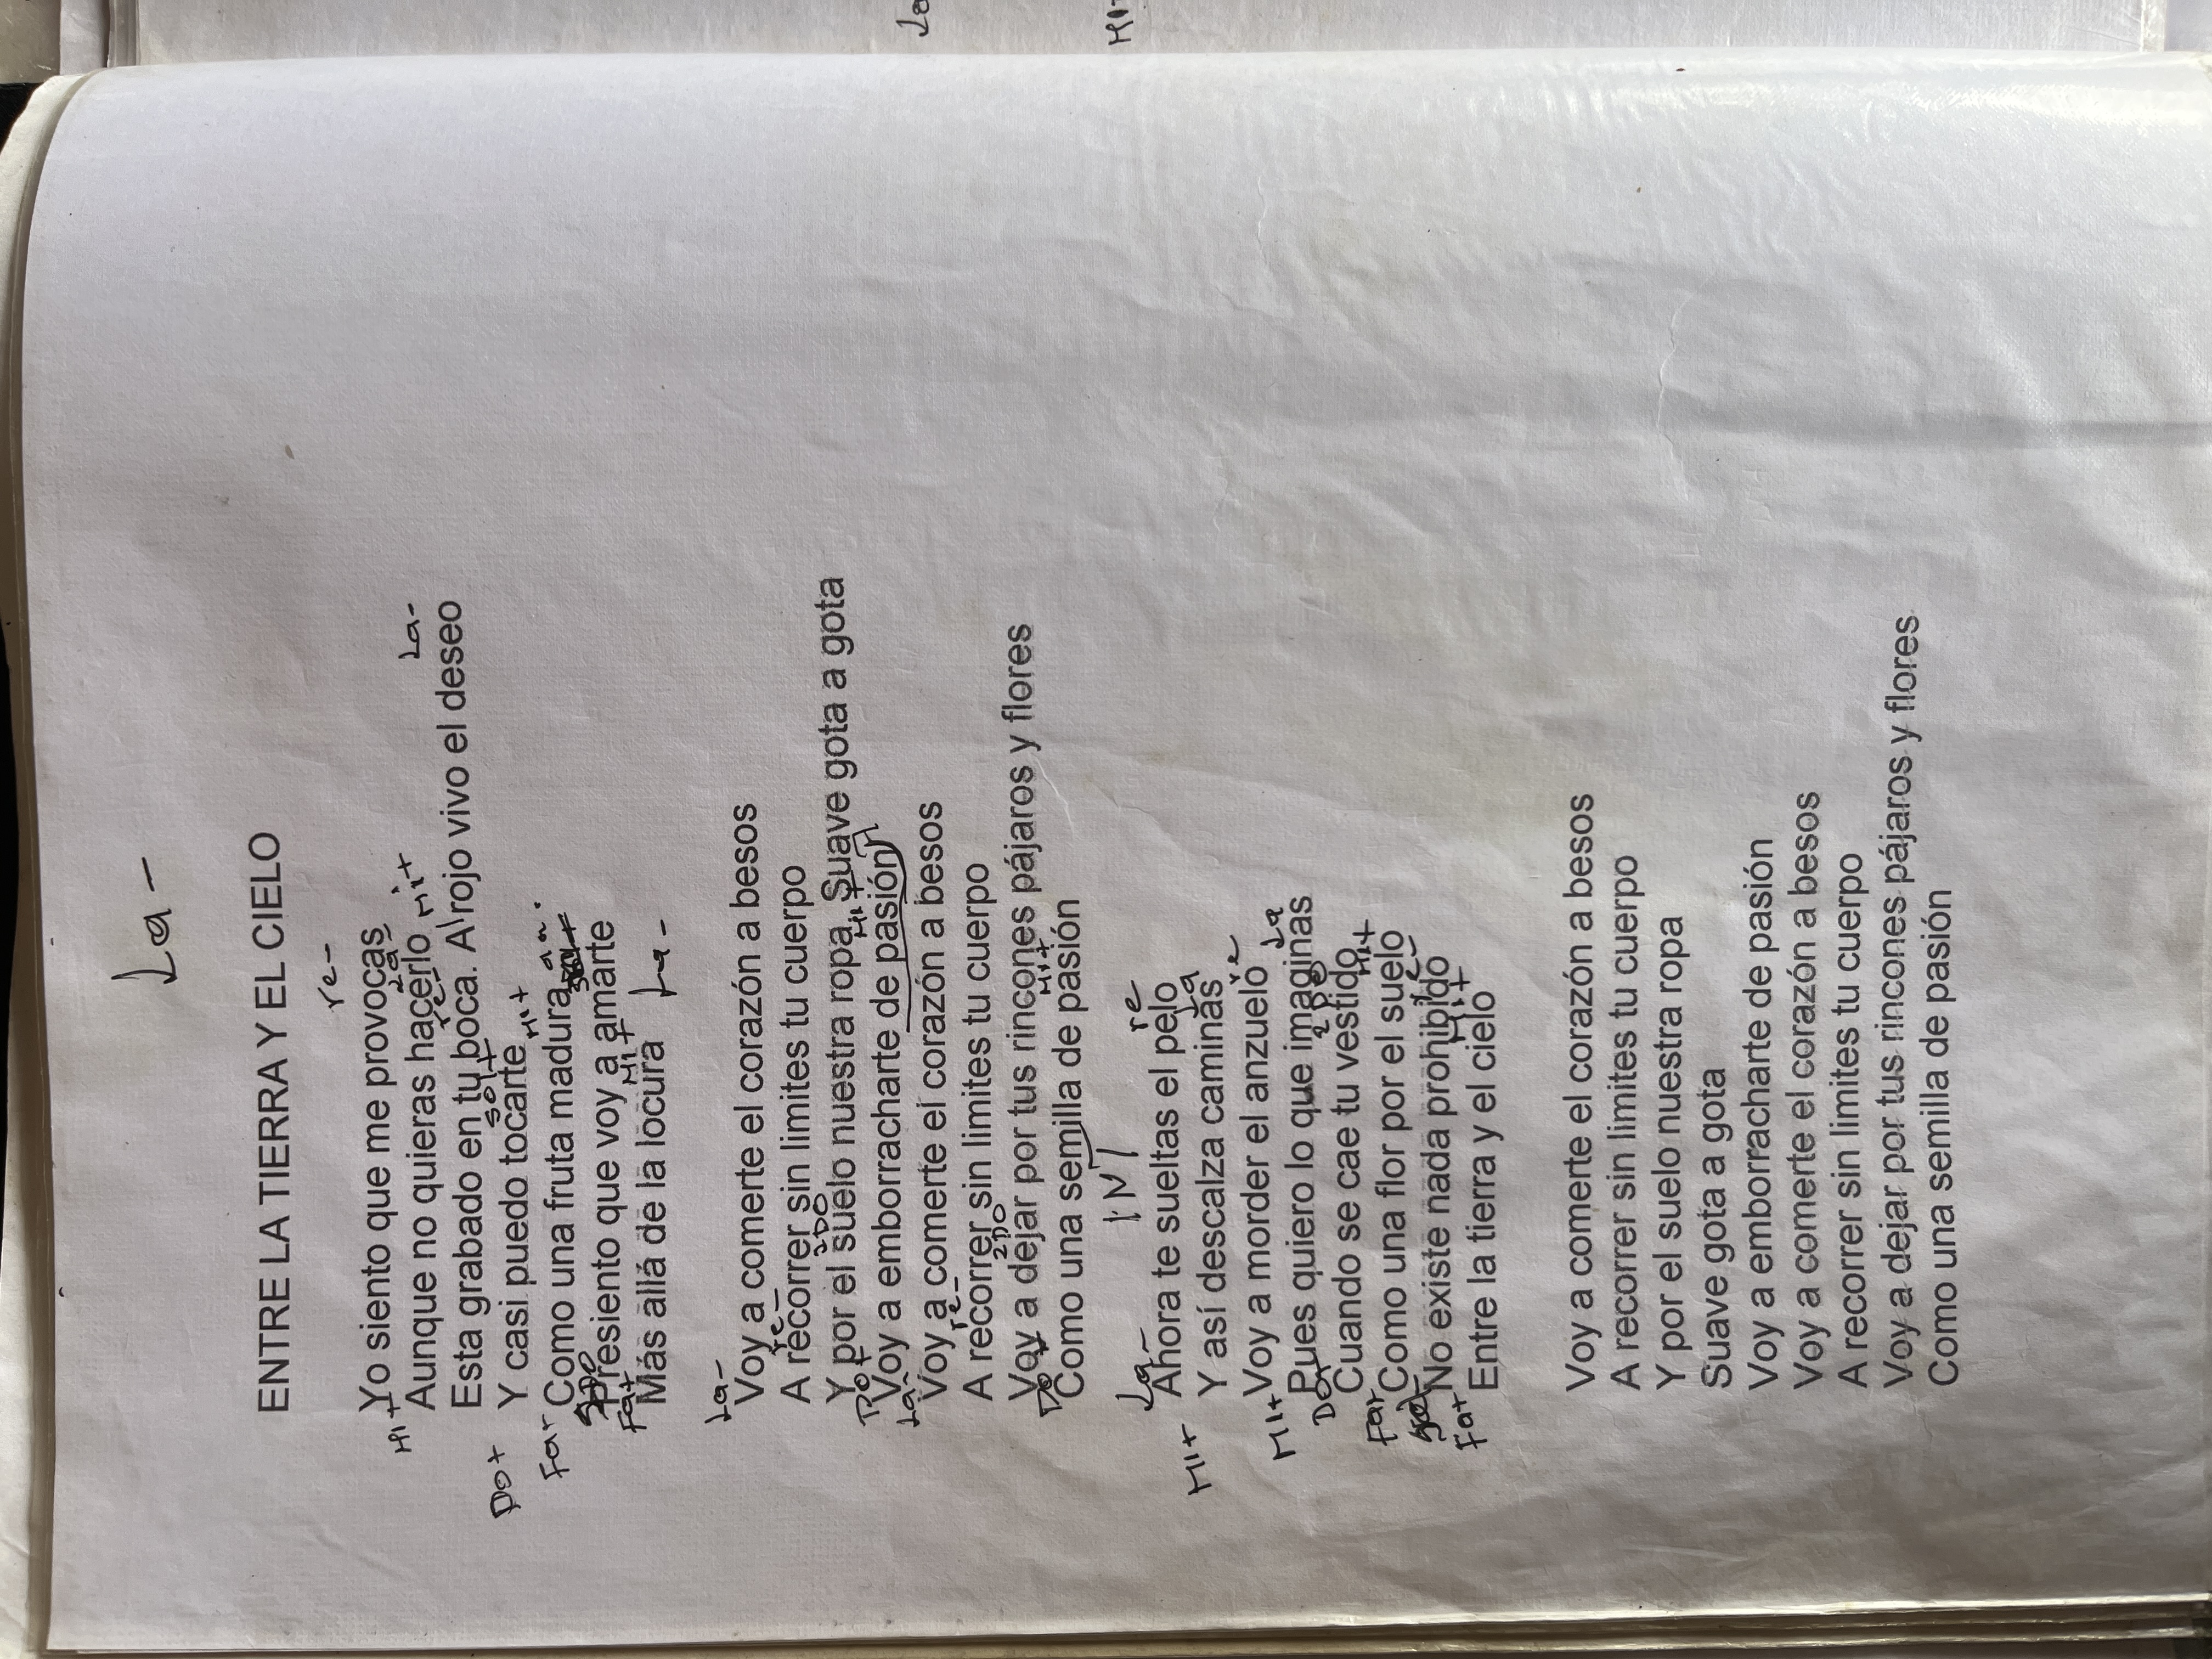 La-
ENTRE LA TIERRA Y EL CIELO
re-
Yo siento que me provocas
MI+ La-
Aunque no quieras hacerlo
re- MI+ La-
Esta grabado en tu boca. A rojo vivo el deseo
DO+ SOL+
Y casi puedo tocarte
Fa+ MI+
Como una fruta madura
2DO
Presiento que voy a amarte
Fa+ MI+
Más allá de la locura La-
La-
Voy a comerte el corazón a besos
re-
A recorrer sin limites tu cuerpo
2DO
Y por el suelo nuestra ropa. Suave gota a gota
DO+ MI+
Voy a emborracharte de pasión
La-
Voy a comerte el corazón a besos
re-
A recorrer sin limites tu cuerpo
2DO
Voy a dejar por tus rincones pájaros y flores
DO+ MI+
Como una semilla de pasión
INT
La- re
Ahora te sueltas el pelo
MI+ La
Y así descalza caminas
re
Voy a morder el anzuelo
MI+ La
Pues quiero lo que imaginas
DO+ 2DO
Cuando se cae tu vestido
Fa+ MI+
Como una flor por el suelo
re-
No existe nada prohibido
Fa+ MI+
Entre la tierra y el cielo
Voy a comerte el corazón a besos
A recorrer sin limites tu cuerpo
Y por el suelo nuestra ropa
Suave gota a gota
Voy a emborracharte de pasión
Voy a comerte el corazón a besos
A recorrer sin limites tu cuerpo
Voy a dejar por tus rincones pájaros y flores
Como una semilla de pasión